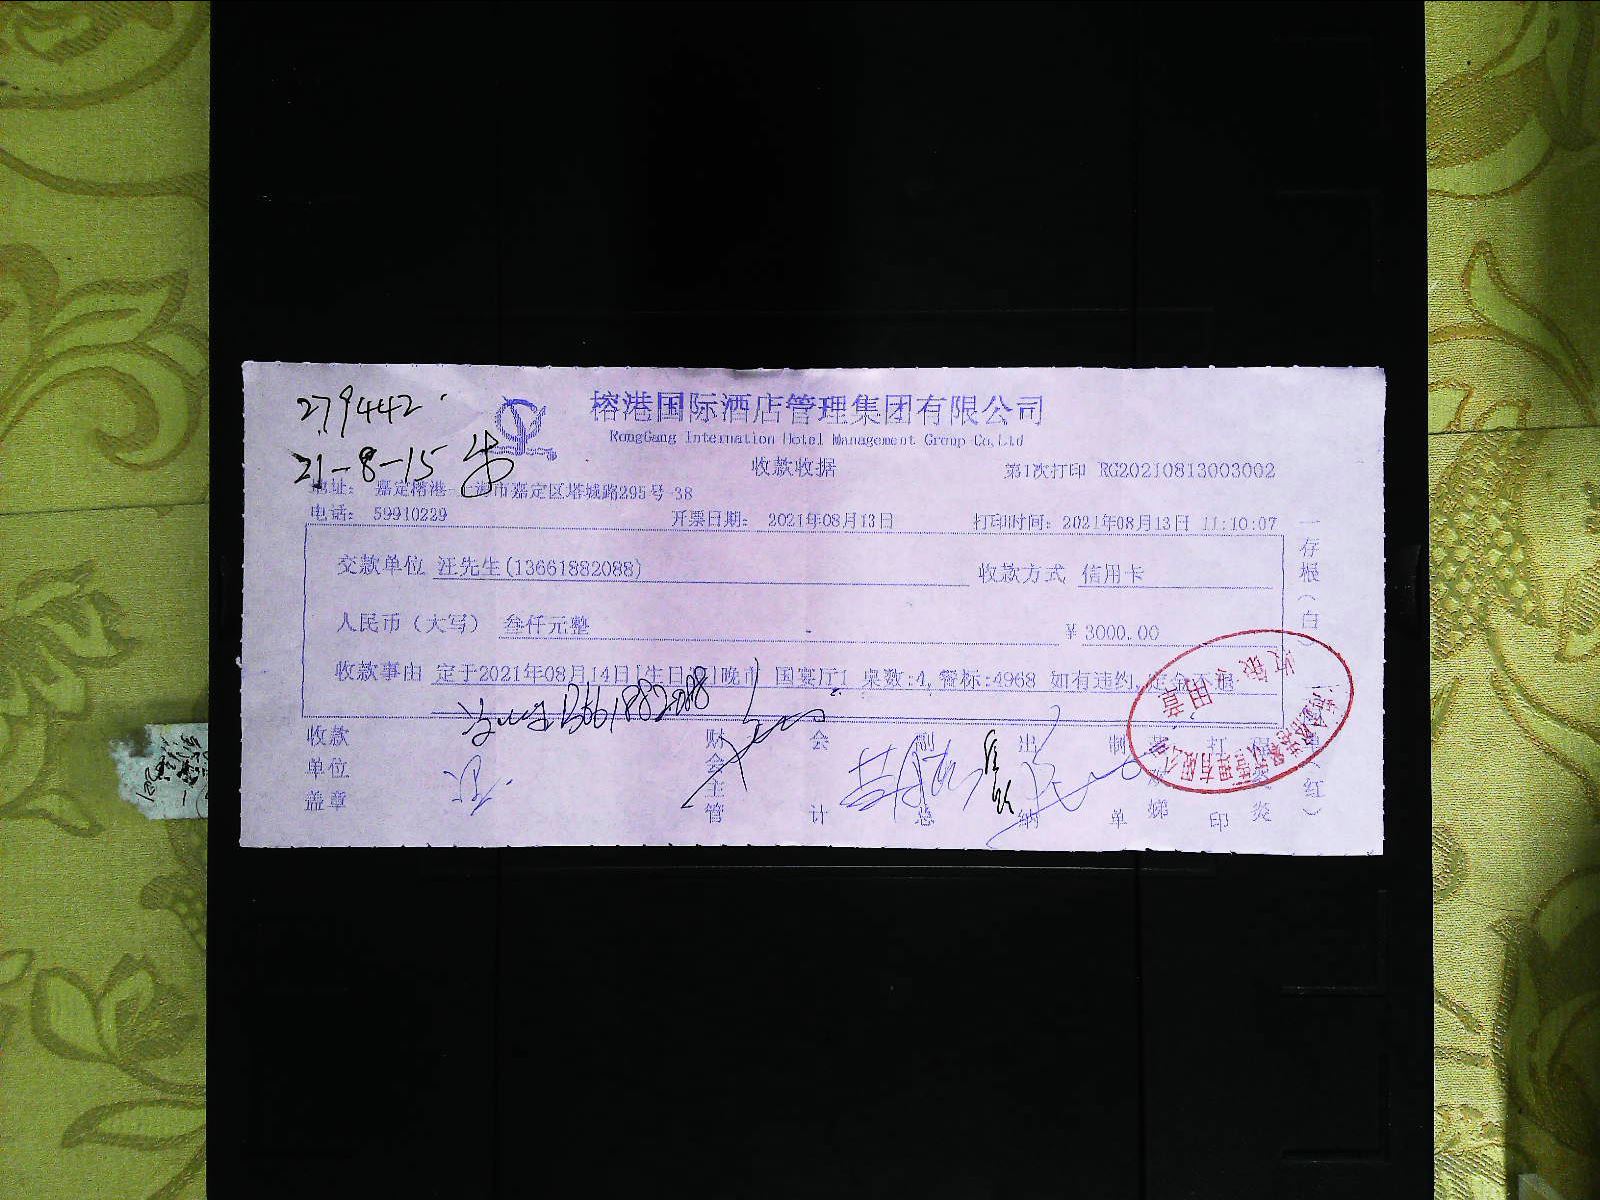 279442
21-8-15
榕港国际酒店管理集团有限公司
RongGang Internation Hotel Management Group Co,Ltd
收款收据
第1次打印 RG20210813003002
地址: 嘉定榕港 上海市嘉定区塔城路295号-38
电话: 59910229
开票日期: 2021年08月13日
打印时间: 2021年08月13日 11:10:07
交款单位 汪先生(13661882088)
收款方式 信用卡
人民币(大写) 叁仟元整
¥ 3000.00
收款事由 定于2021年08月14日[生日宴]晚市 国宴厅1 桌数:4,餐标:4968 如有违约,定金不退
13661882088
收款单位盖章
财会主管
会计
副总
出纳
制单
打印
一存根(白)
(红)
收款专用章